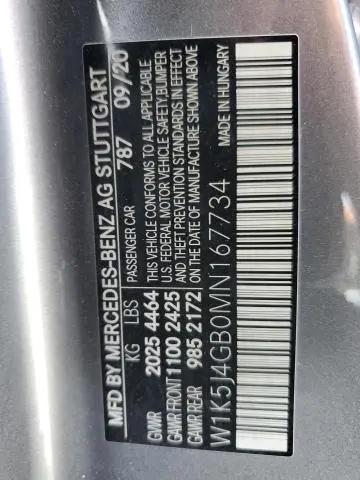 MFD BY MERCEDES-BENZ AG STUTTGART
787 09/20
KG LBS PASSENGER CAR
GVWR 2025 4464 THIS VEHICLE CONFORMS TO ALL APPLICABLE
GAWR FRONT 1100 2425 U.S. FEDERAL MOTOR VEHICLE SAFETY, BUMPER
GAWR REAR 985 2172 AND THEFT PREVENTION STANDARDS IN EFFECT
ON THE DATE OF MANUFACTURE SHOWN ABOVE
W1K5J4GB0MN167734 MADE IN HUNGARY